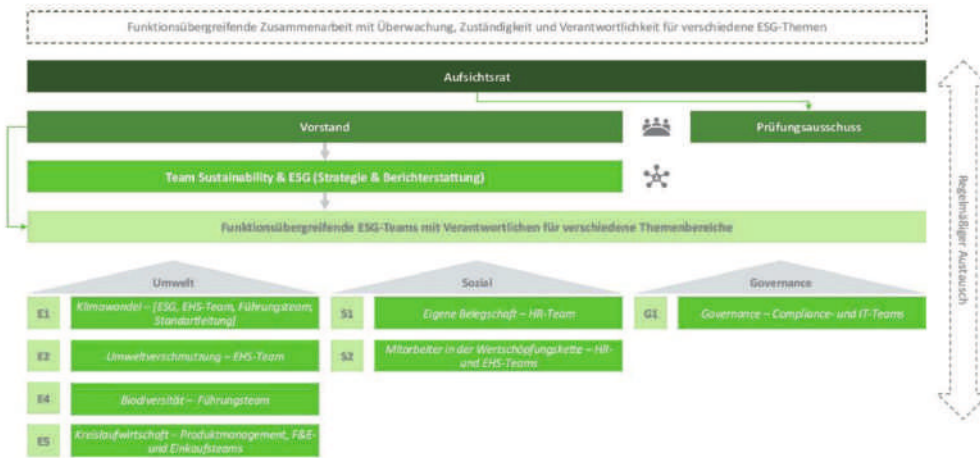 Funktionsübergreifende Zusammenarbeit mit Überwachung, Zuständigkeit und Verantwortlichkeit für verschiedene ESG-Themen
Aufsichtsrat
Vorstand
Prüfungsausschuss
Team Sustainability & ESG (Strategie & Berichterstattung)
Funktionsübergreifende ESG-Teams mit Verantwortlichen für verschiedene Themenbereiche
Regelmäßiger Austausch
Umwelt
E1
Klimawandel – [ESG, EHS-Team, Führungsteam,
Standortleitung]
E2
Umweltverschmutzung – EHS-Team
E4
Biodiversität – Führungsteam
E5
Kreislaufwirtschaft – Produktmanagement, F&E-
und Einkaufsteams
Sozial
S1
Eigene Belegschaft – HR-Team
S2
Mitarbeiter in der Wertschöpfungskette – HR-
und EHS-Teams
Governance
G1
Governance – Compliance- und IT-Teams